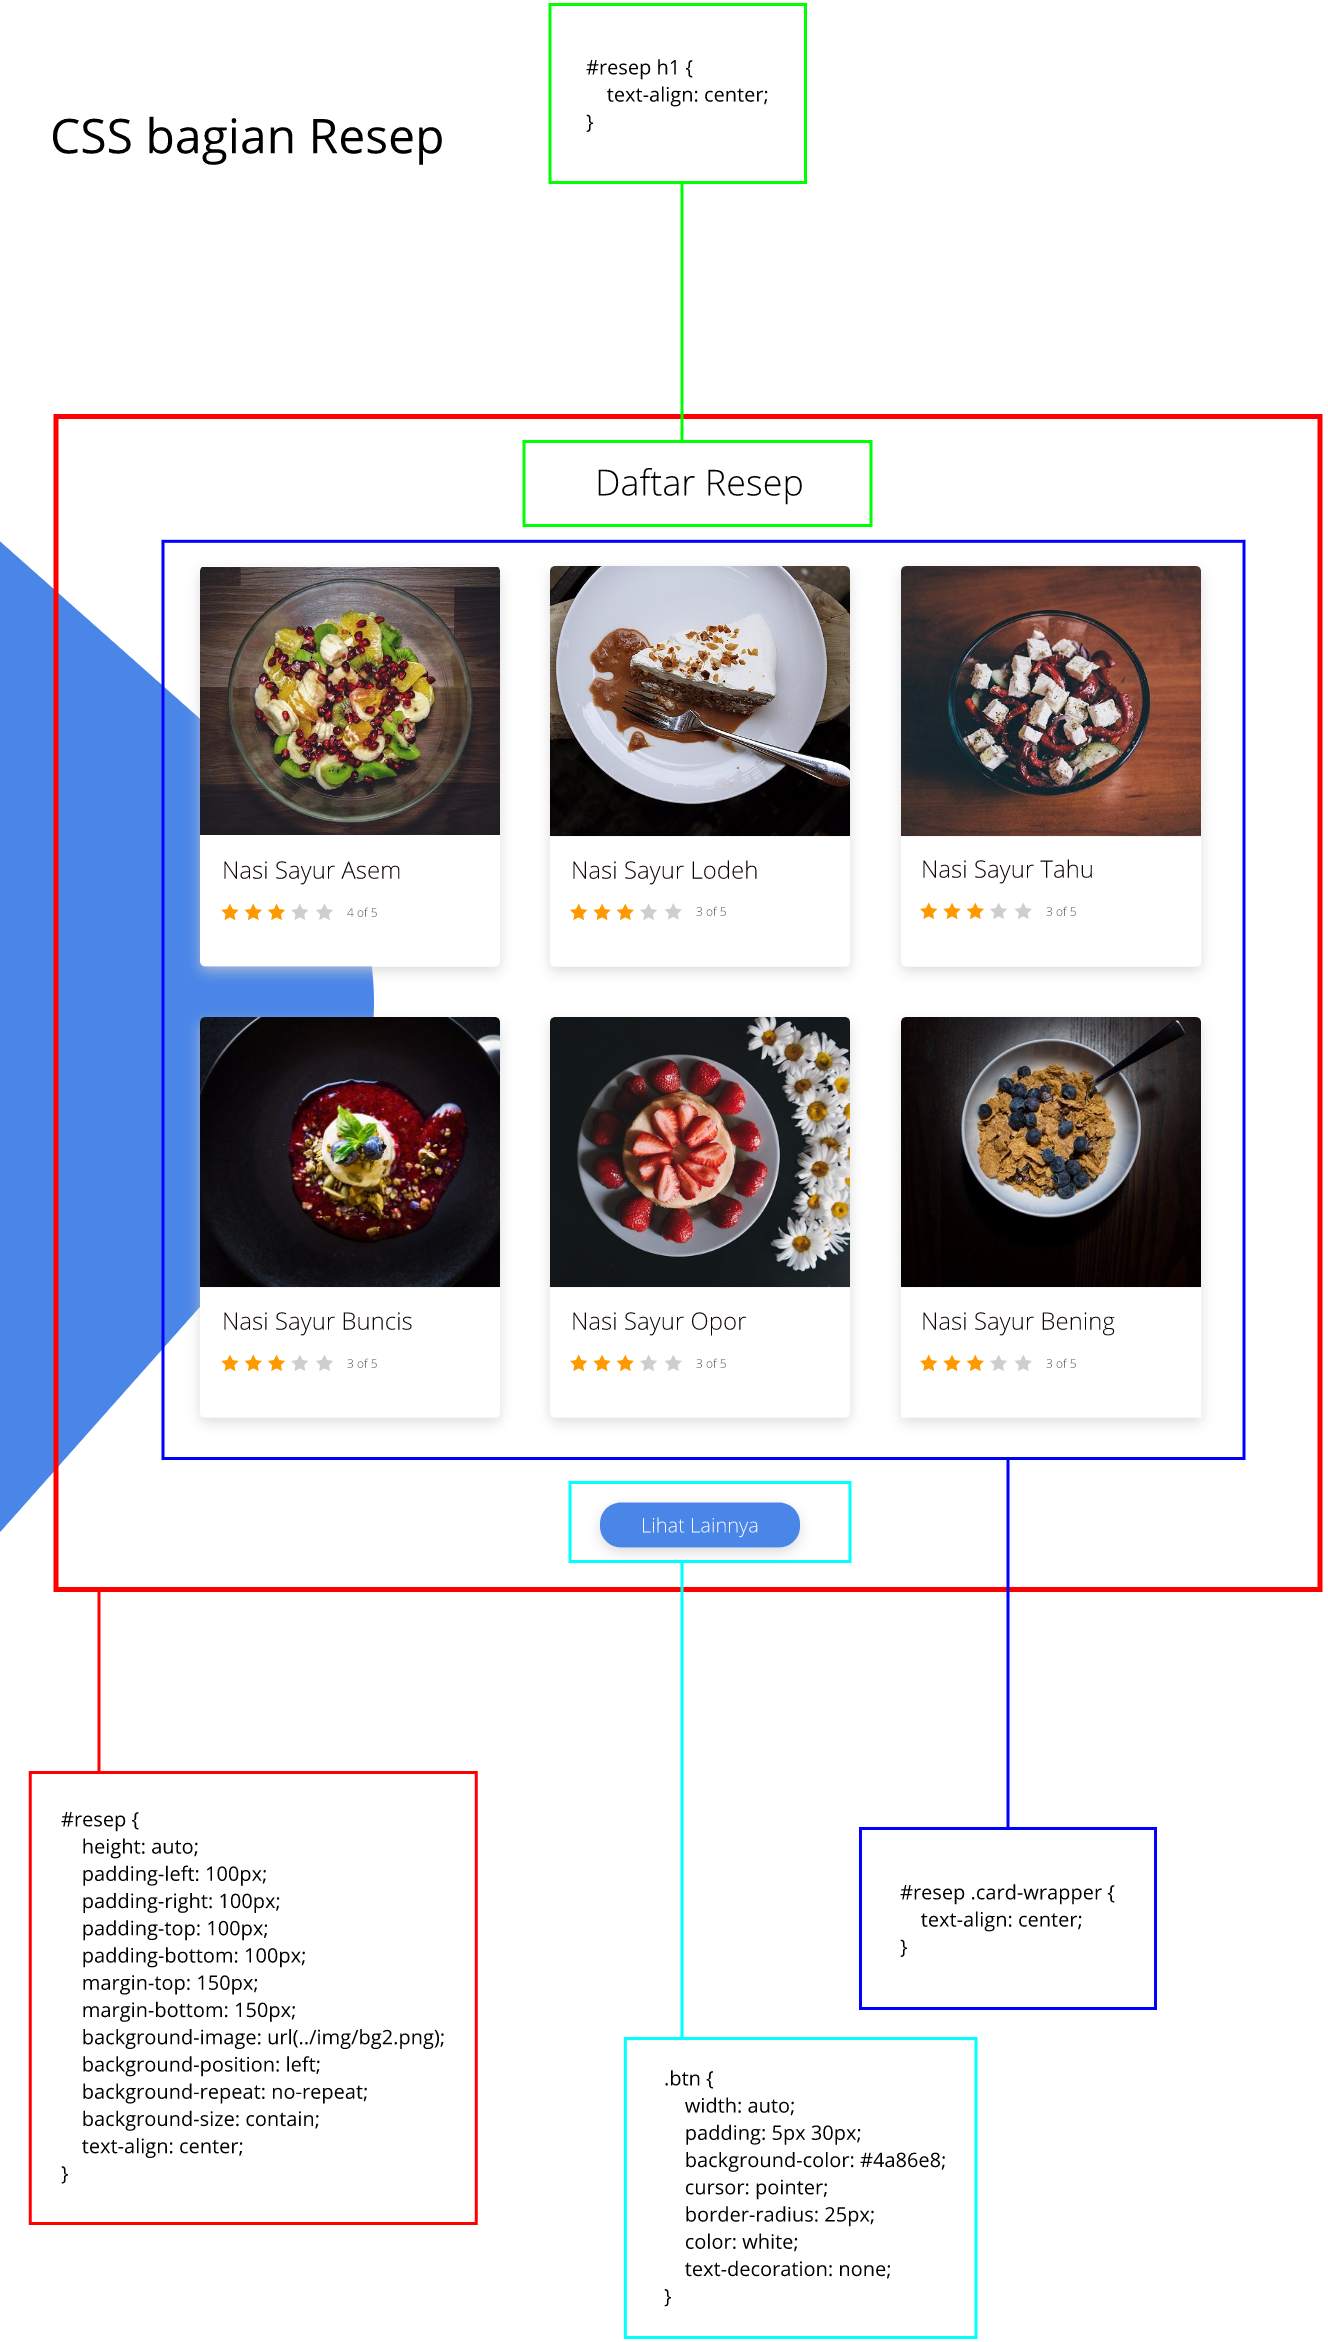 #resep h1 {
text-align: center;
}
CSS bagian Resep
Daftar Resep
Nasi Sayur Asem
4 of 5
Nasi Sayur Lodeh
3 of 5
Nasi Sayur Tahu
3 of 5
Nasi Sayur Buncis
3 of 5
Nasi Sayur Opor
3 of 5
Nasi Sayur Bening
3 of 5
Lihat Lainnya
#resep {
height: auto;
padding-left: 100px;
padding-right: 100px;
padding-top: 100px;
padding-bottom: 100px;
margin-top: 150px;
margin-bottom: 150px;
background-image: url(../img/bg2.png);
background-position: left;
background-repeat: no-repeat;
background-size: contain;
text-align: center;
}
#resep .card-wrapper {
text-align: center;
}
.btn {
width: auto;
padding: 5px 30px;
background-color: #4a86e8;
cursor: pointer;
border-radius: 25px;
color: white;
text-decoration: none;
}